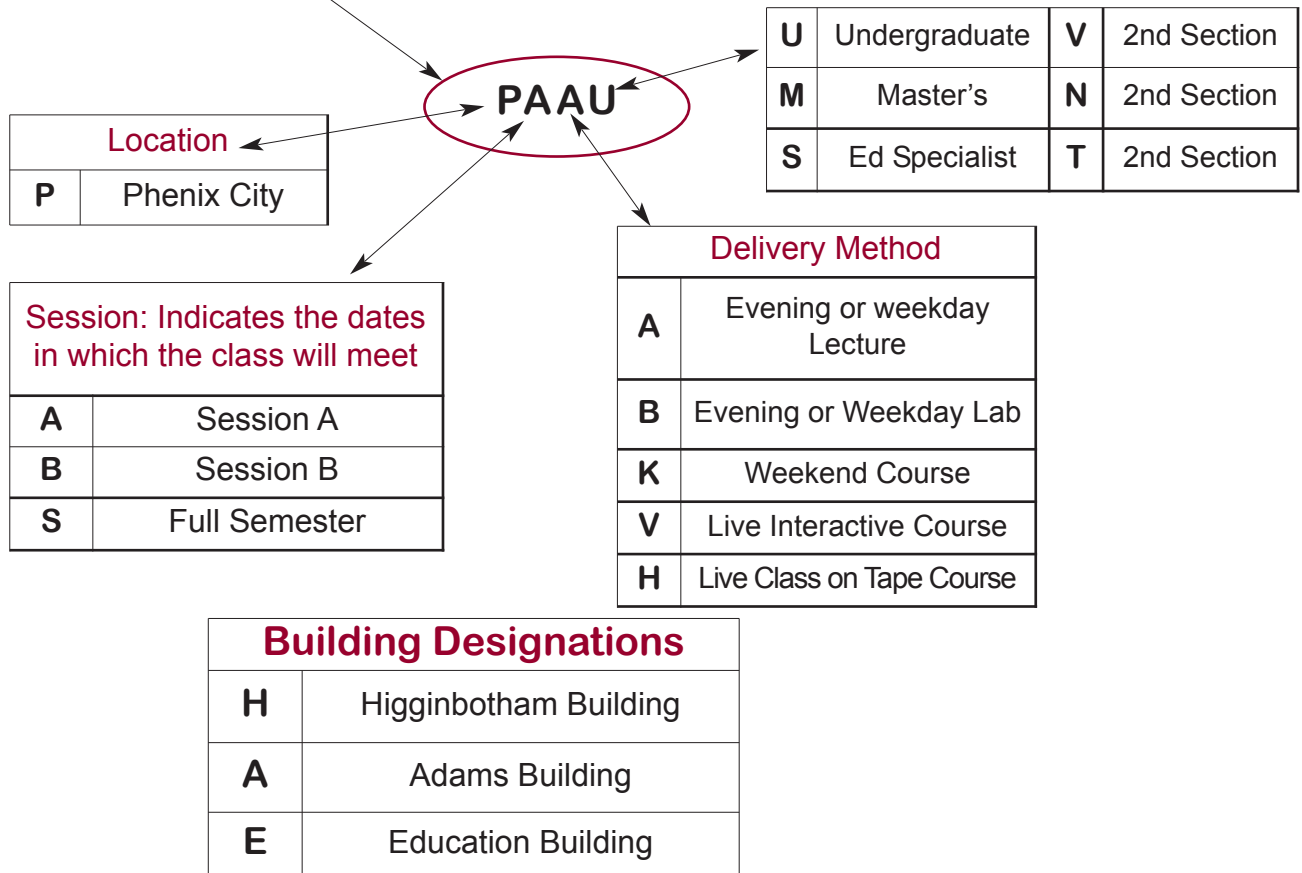 PAAU
U Undergraduate V 2nd Section
M Master's N 2nd Section
S Ed Specialist T 2nd Section
Location
P Phenix City
Session: Indicates the dates
in which the class will meet
A Session A
B Session B
S Full Semester
Delivery Method
A Evening or weekday
Lecture
B Evening or Weekday Lab
K Weekend Course
V Live Interactive Course
H Live Class on Tape Course
Building Designations
H Higginbotham Building
A Adams Building
E Education Building